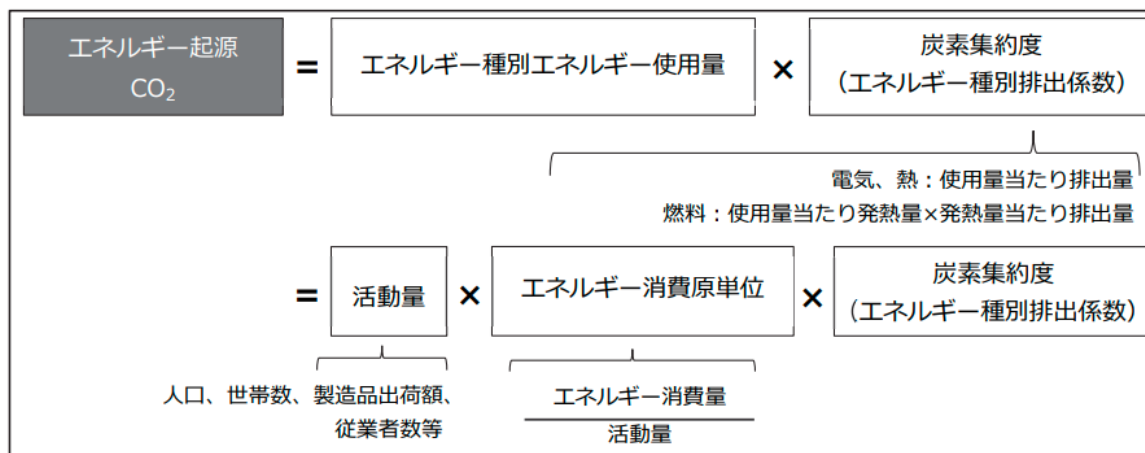 エネルギー起源
CO₂
=
エネルギー種別エネルギー使用量
×
炭素集約度
（エネルギー種別排出係数）
電気、熱：使用量当たり排出量
燃料：使用量当たり発熱量×発熱量当たり排出量
=
活動量
×
エネルギー消費原単位
×
炭素集約度
（エネルギー種別排出係数）
人口、世帯数、製造品出荷額、
従業者数等
エネルギー消費量
活動量